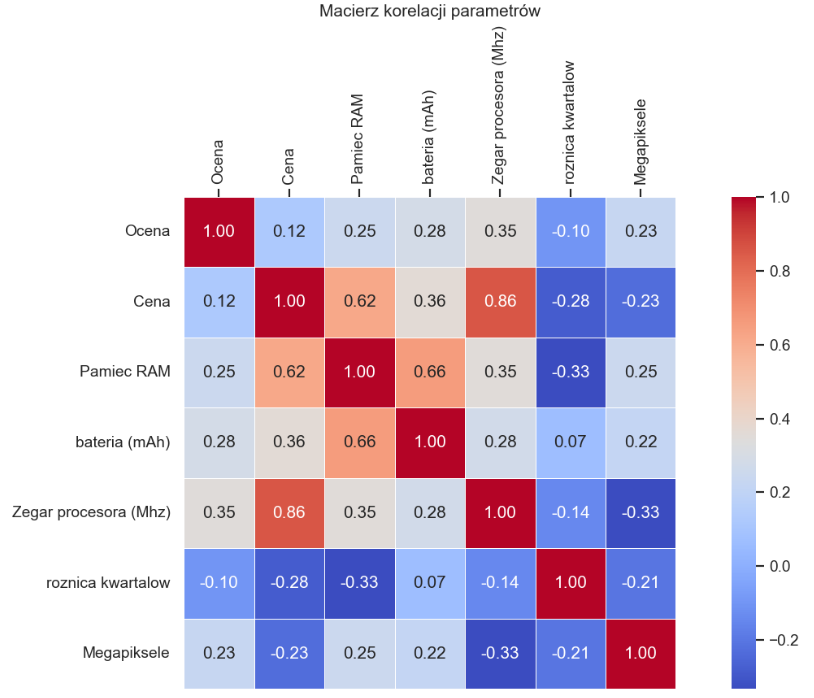 Macierz korelacji parametrów
Ocena
Cena
Pamiec RAM
bateria (mAh)
Zegar procesora (Mhz)
roznica kwartalow
Megapiksele
Ocena 1.00 0.12 0.25 0.28 0.35 -0.10 0.23
Cena 0.12 1.00 0.62 0.36 0.86 -0.28 -0.23
Pamiec RAM 0.25 0.62 1.00 0.66 0.35 -0.33 0.25
bateria (mAh) 0.28 0.36 0.66 1.00 0.28 0.07 0.22
Zegar procesora (Mhz) 0.35 0.86 0.35 0.28 1.00 -0.14 -0.33
roznica kwartalow -0.10 -0.28 -0.33 0.07 -0.14 1.00 -0.21
Megapiksele 0.23 -0.23 0.25 0.22 -0.33 -0.21 1.00
1.0
0.8
0.6
0.4
0.2
0.0
−0.2